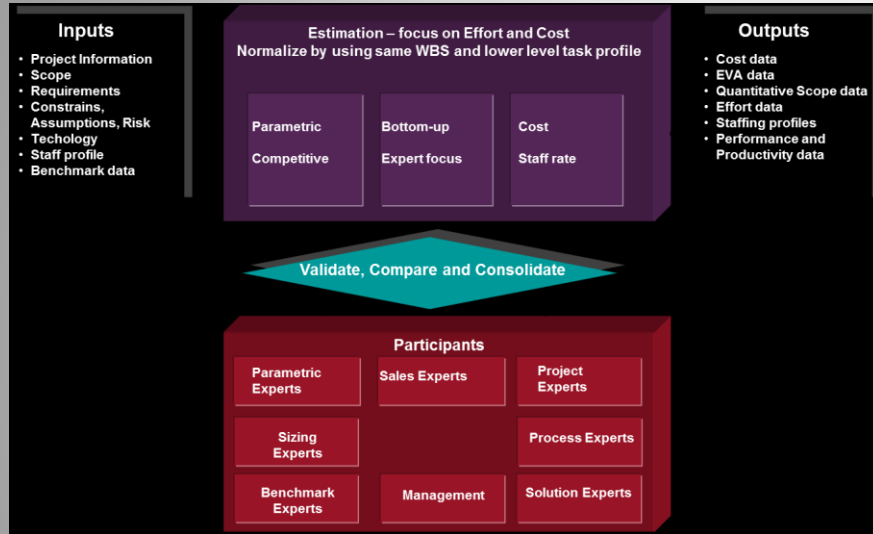 Inputs
• Project Information
• Scope
• Requirements
• Constrains,
Assumptions, Risk
• Techology
• Staff profile
• Benchmark data
Estimation – focus on Effort and Cost
Normalize by using same WBS and lower level task profile
Parametric
Competitive
Bottom-up
Expert focus
Cost
Staff rate
Outputs
• Cost data
• EVA data
• Quantitative Scope data
• Effort data
• Staffing profiles
• Performance and
Productivity data
Validate, Compare and Consolidate
Participants
Parametric
Experts
Sales Experts
Project
Experts
Sizing
Experts
Process Experts
Benchmark
Experts
Management
Solution Experts